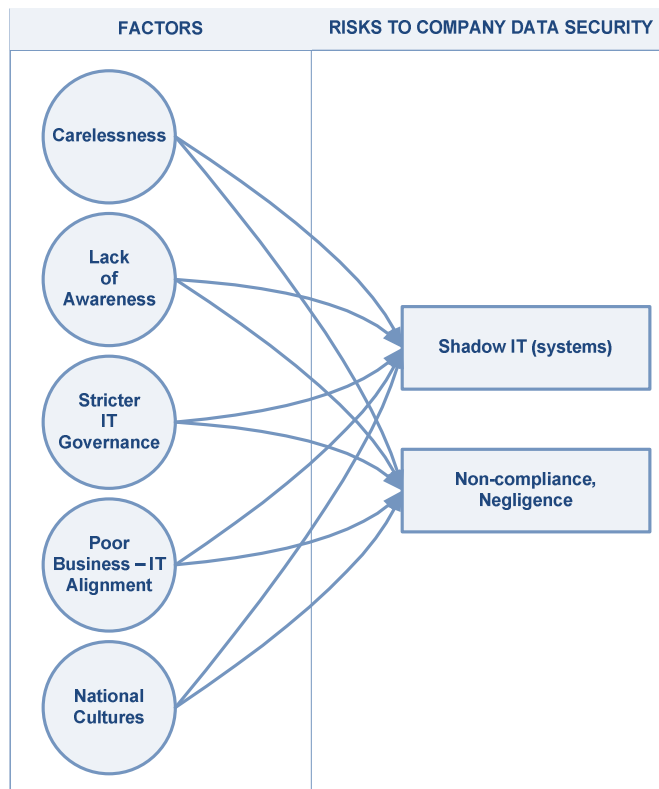 FACTORS
RISKS TO COMPANY DATA SECURITY
Carelessness
Lack
of
Awareness
Stricter
IT
Governance
Poor
Business – IT
Alignment
National
Cultures
Shadow IT (systems)
Non-compliance,
Negligence